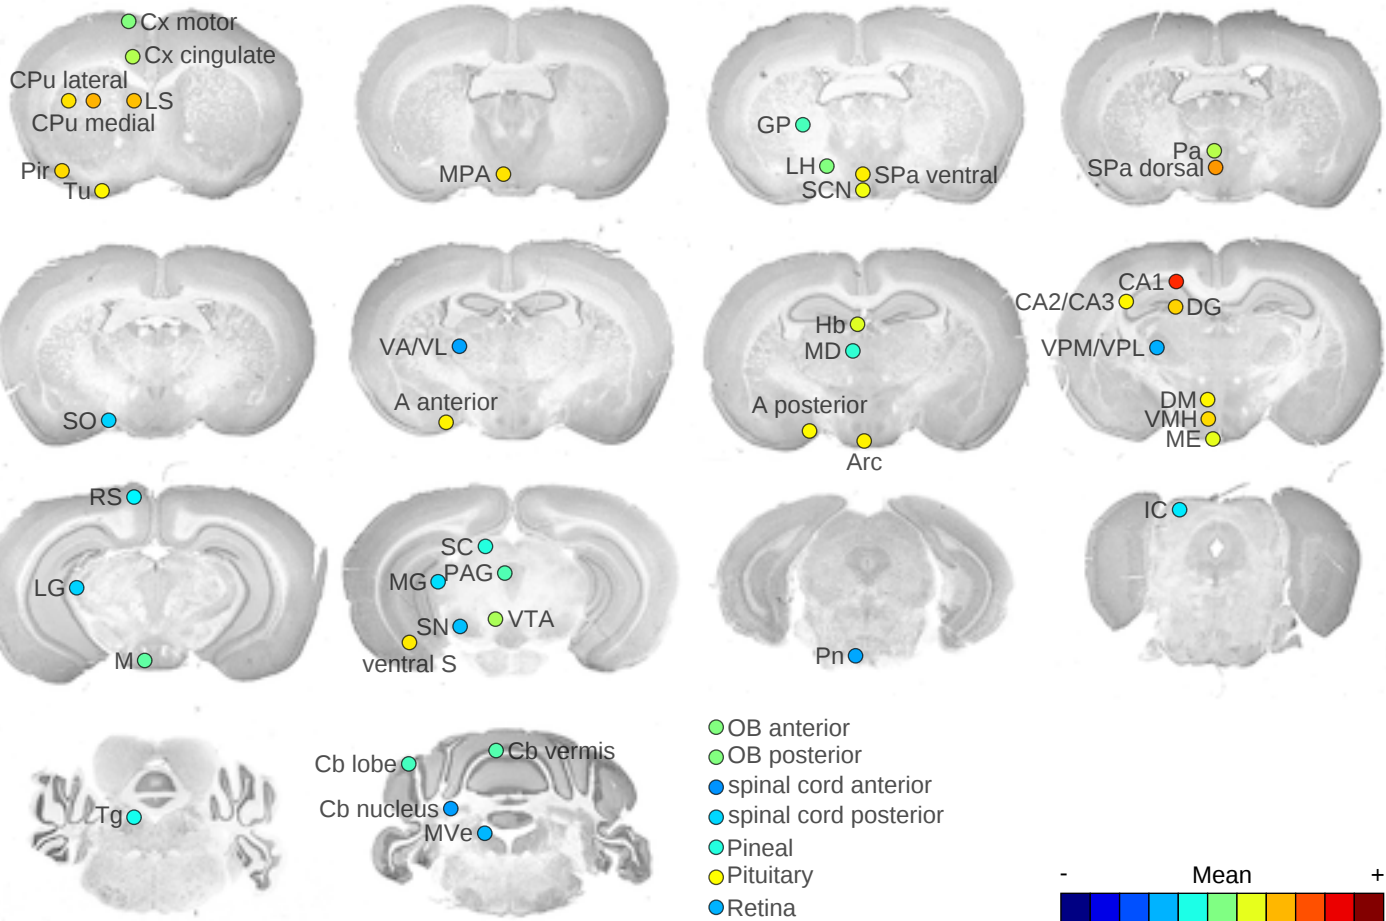 Cx motor
Cx cingulate
CPu lateral
LS
CPu medial
Pir
Tu
MPA
GP
LH
SPa ventral
SCN
Pa
SPa dorsal
SO
VA/VL
A anterior
Hb
MD
A posterior
Arc
CA1
CA2/CA3
DG
VPM/VPL
DM
VMH
ME
RS
LG
M
SC
PAG
MG
VTA
SN
ventral S
Pn
IC
Tg
Cb lobe
Cb vermis
Cb nucleus
MVe
OB anterior
OB posterior
spinal cord anterior
spinal cord posterior
Pineal
Pituitary
Retina
- Mean +